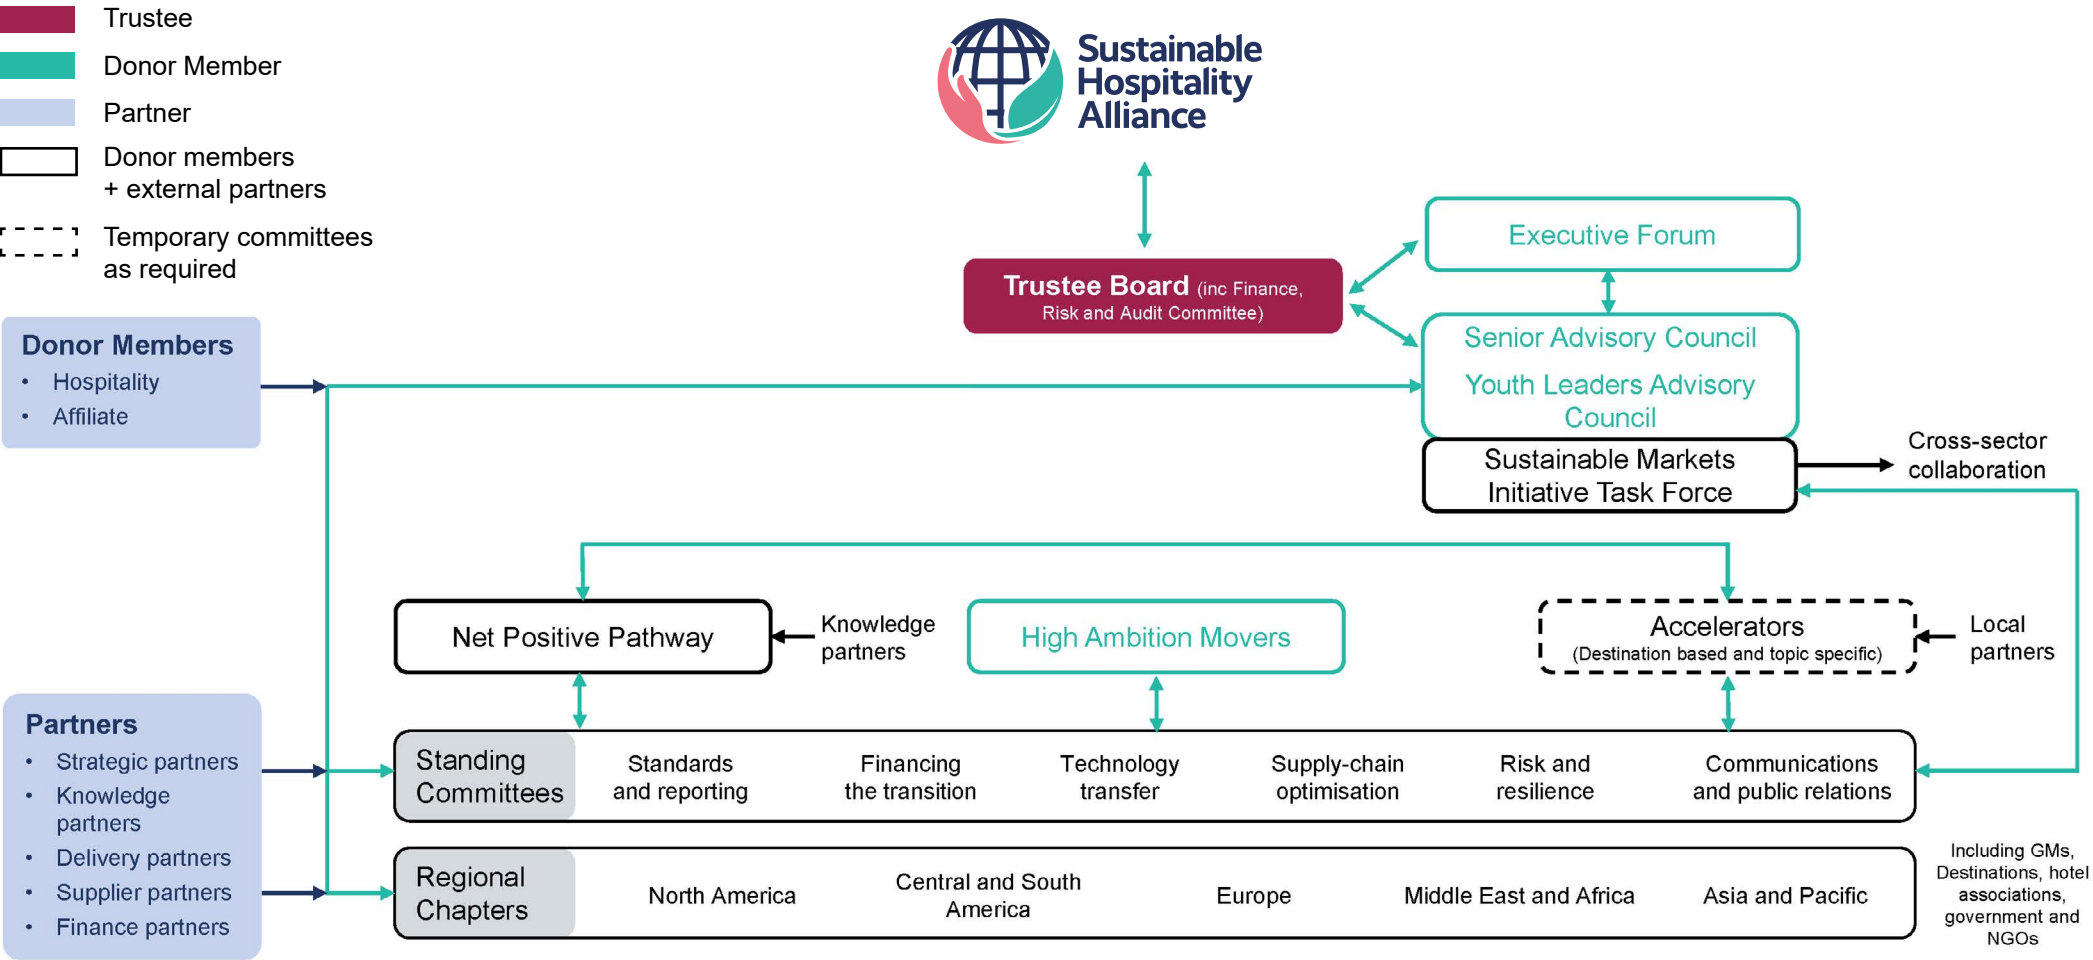 Trustee
Donor Member
Partner
Donor members
+ external partners
Temporary committees
as required
Sustainable
Hospitality
Alliance
Trustee Board (inc Finance,
Risk and Audit Committee)
Executive Forum
Senior Advisory Council
Youth Leaders Advisory
Council
Sustainable Markets
Initiative Task Force
Cross-sector
collaboration
Donor Members
• Hospitality
• Affiliate
Net Positive Pathway
Knowledge
partners
High Ambition Movers
Accelerators
(Destination based and topic specific)
Local
partners
Partners
• Strategic partners
• Knowledge
partners
• Delivery partners
• Supplier partners
• Finance partners
Standing
Committees
Standards
and reporting
Financing
the transition
Technology
transfer
Supply-chain
optimisation
Risk and
resilience
Communications
and public relations
Regional
Chapters
North America
Central and South
America
Europe
Middle East and Africa
Asia and Pacific
Including GMs,
Destinations, hotel
associations,
government and
NGOs